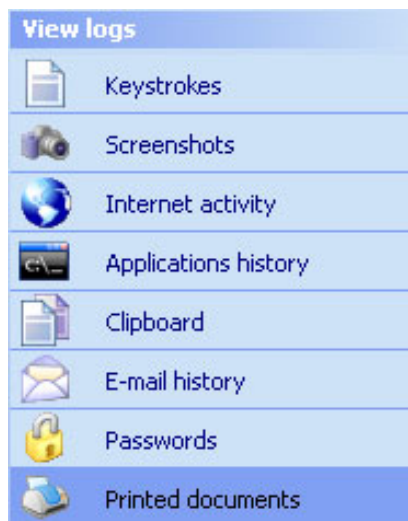 View logs
Keystrokes
Screenshots
Internet activity
C:\_
Applications history
Clipboard
E-mail history
Passwords
Printed documents